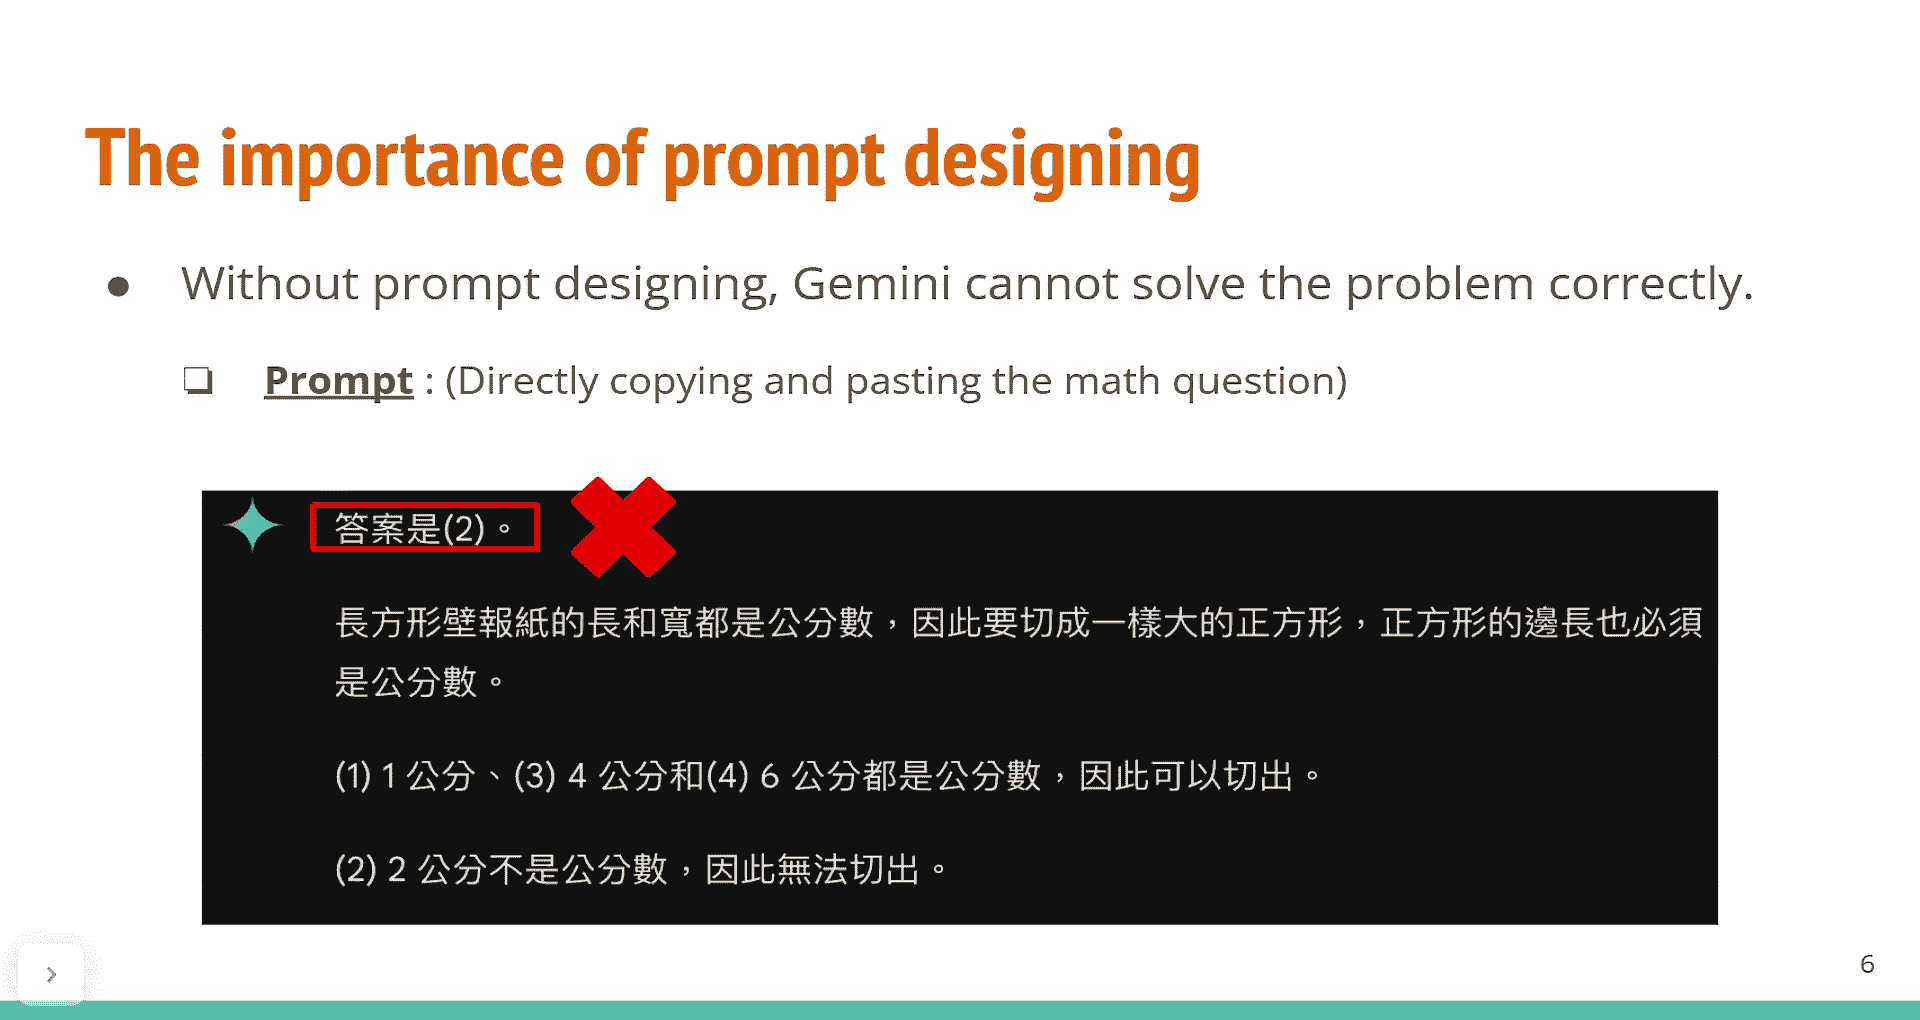 The importance of prompt designing
● Without prompt designing, Gemini cannot solve the problem correctly.
❏ Prompt : (Directly copying and pasting the math question)
答案是(2)。
長方形壁報紙的長和寬都是公分數，因此要切成一樣大的正方形，正方形的邊長也必須
是公分數。
(1) 1 公分、(3) 4 公分和(4) 6 公分都是公分數，因此可以切出。
(2) 2 公分不是公分數，因此無法切出。
6